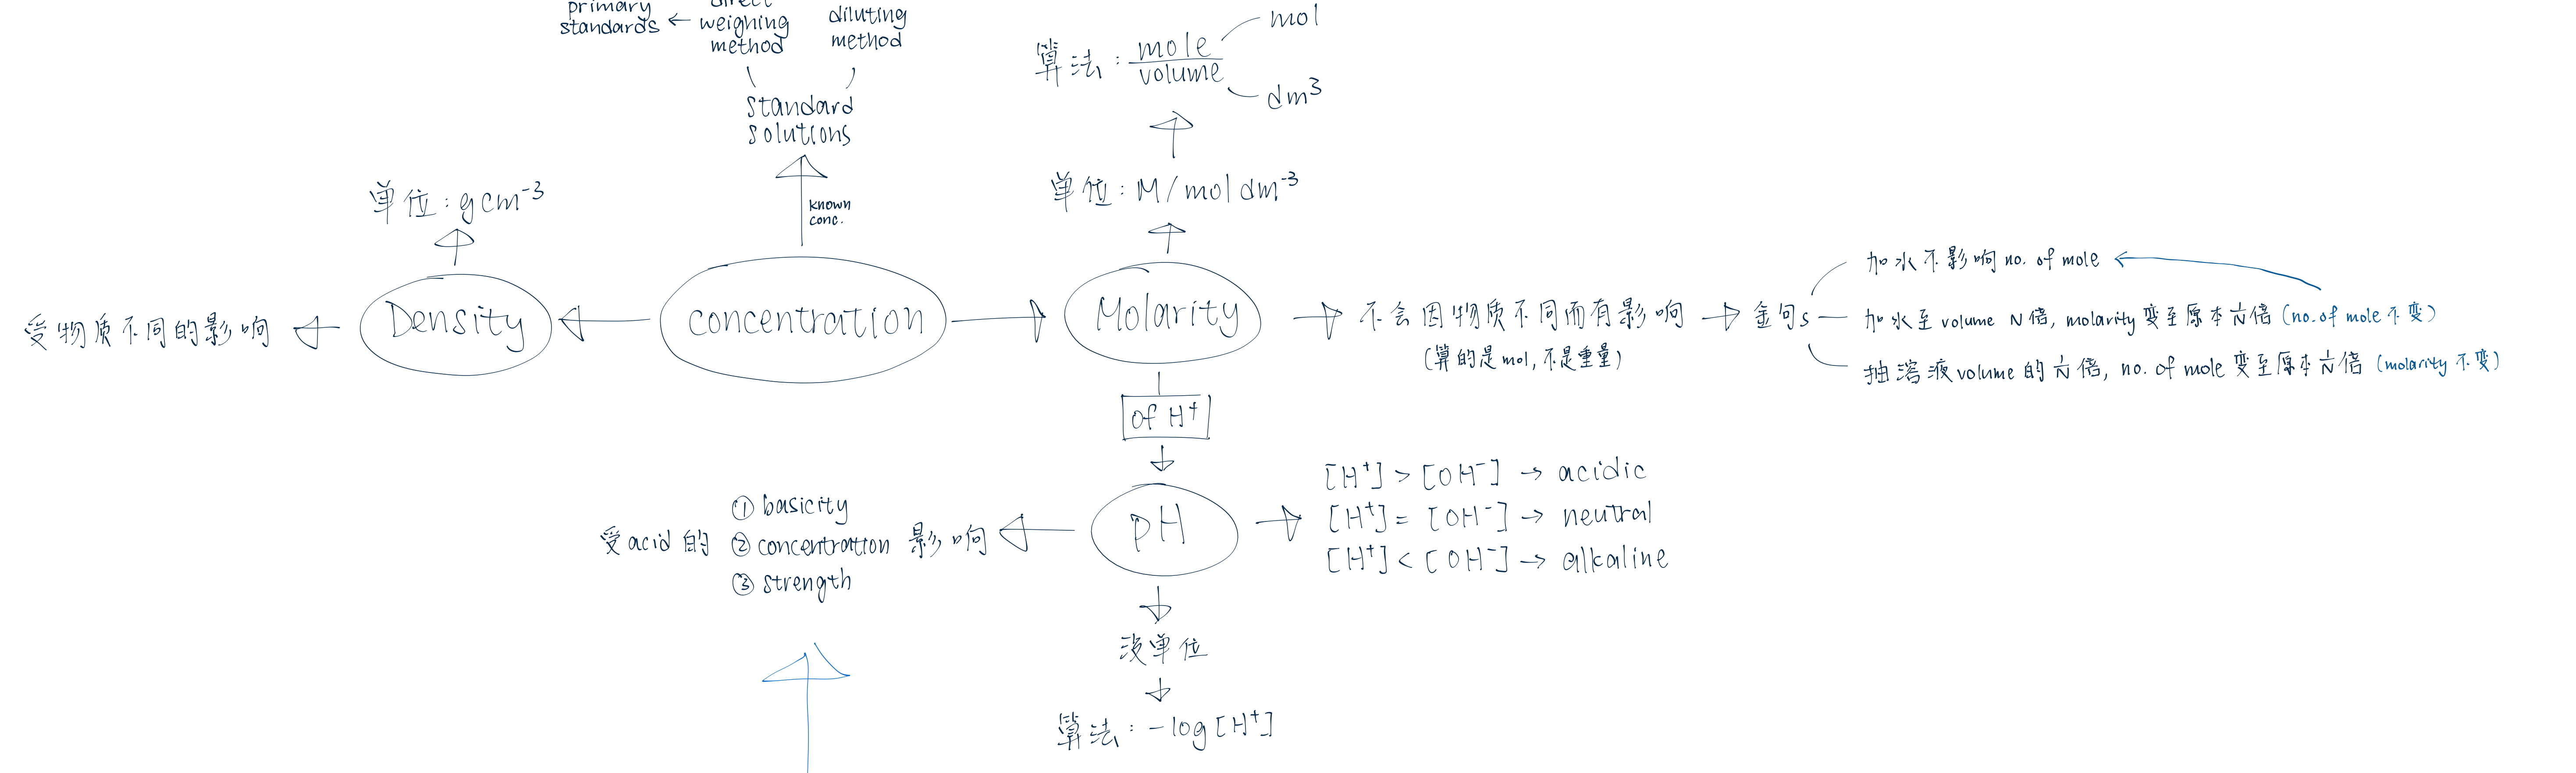 primary
standards
direct
weighing
method
diluting
method
standard
solutions
known
conc.
算法: mole/volume
mol
dm³
单位: g cm⁻³
单位: M/mol dm⁻³
受物质不同的影响
Density
concentration
Molarity
不会因物质不同而有影响
(算的是mol,不是重量)
金句s
加水不影响 no. of mole
加水至 volume N倍, molarity 变至原本 1/n 倍 (no. of mole 不变)
抽溶液 volume 的 1/n 倍, no. of mole 变至原本 1/n 倍 (molarity 不变)
of H⁺
受acid的
① basicity
② concentration
③ strength
影响
pH
[H⁺] > [OH⁻] → acidic
[H⁺] = [OH⁻] → neutral
[H⁺] < [OH⁻] → alkaline
没单位
算法: -log[H⁺]